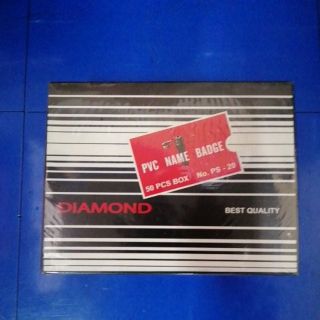 PVC NAME BADGE
50 PCS BOX No. PS - 20
DIAMOND
BEST QUALITY